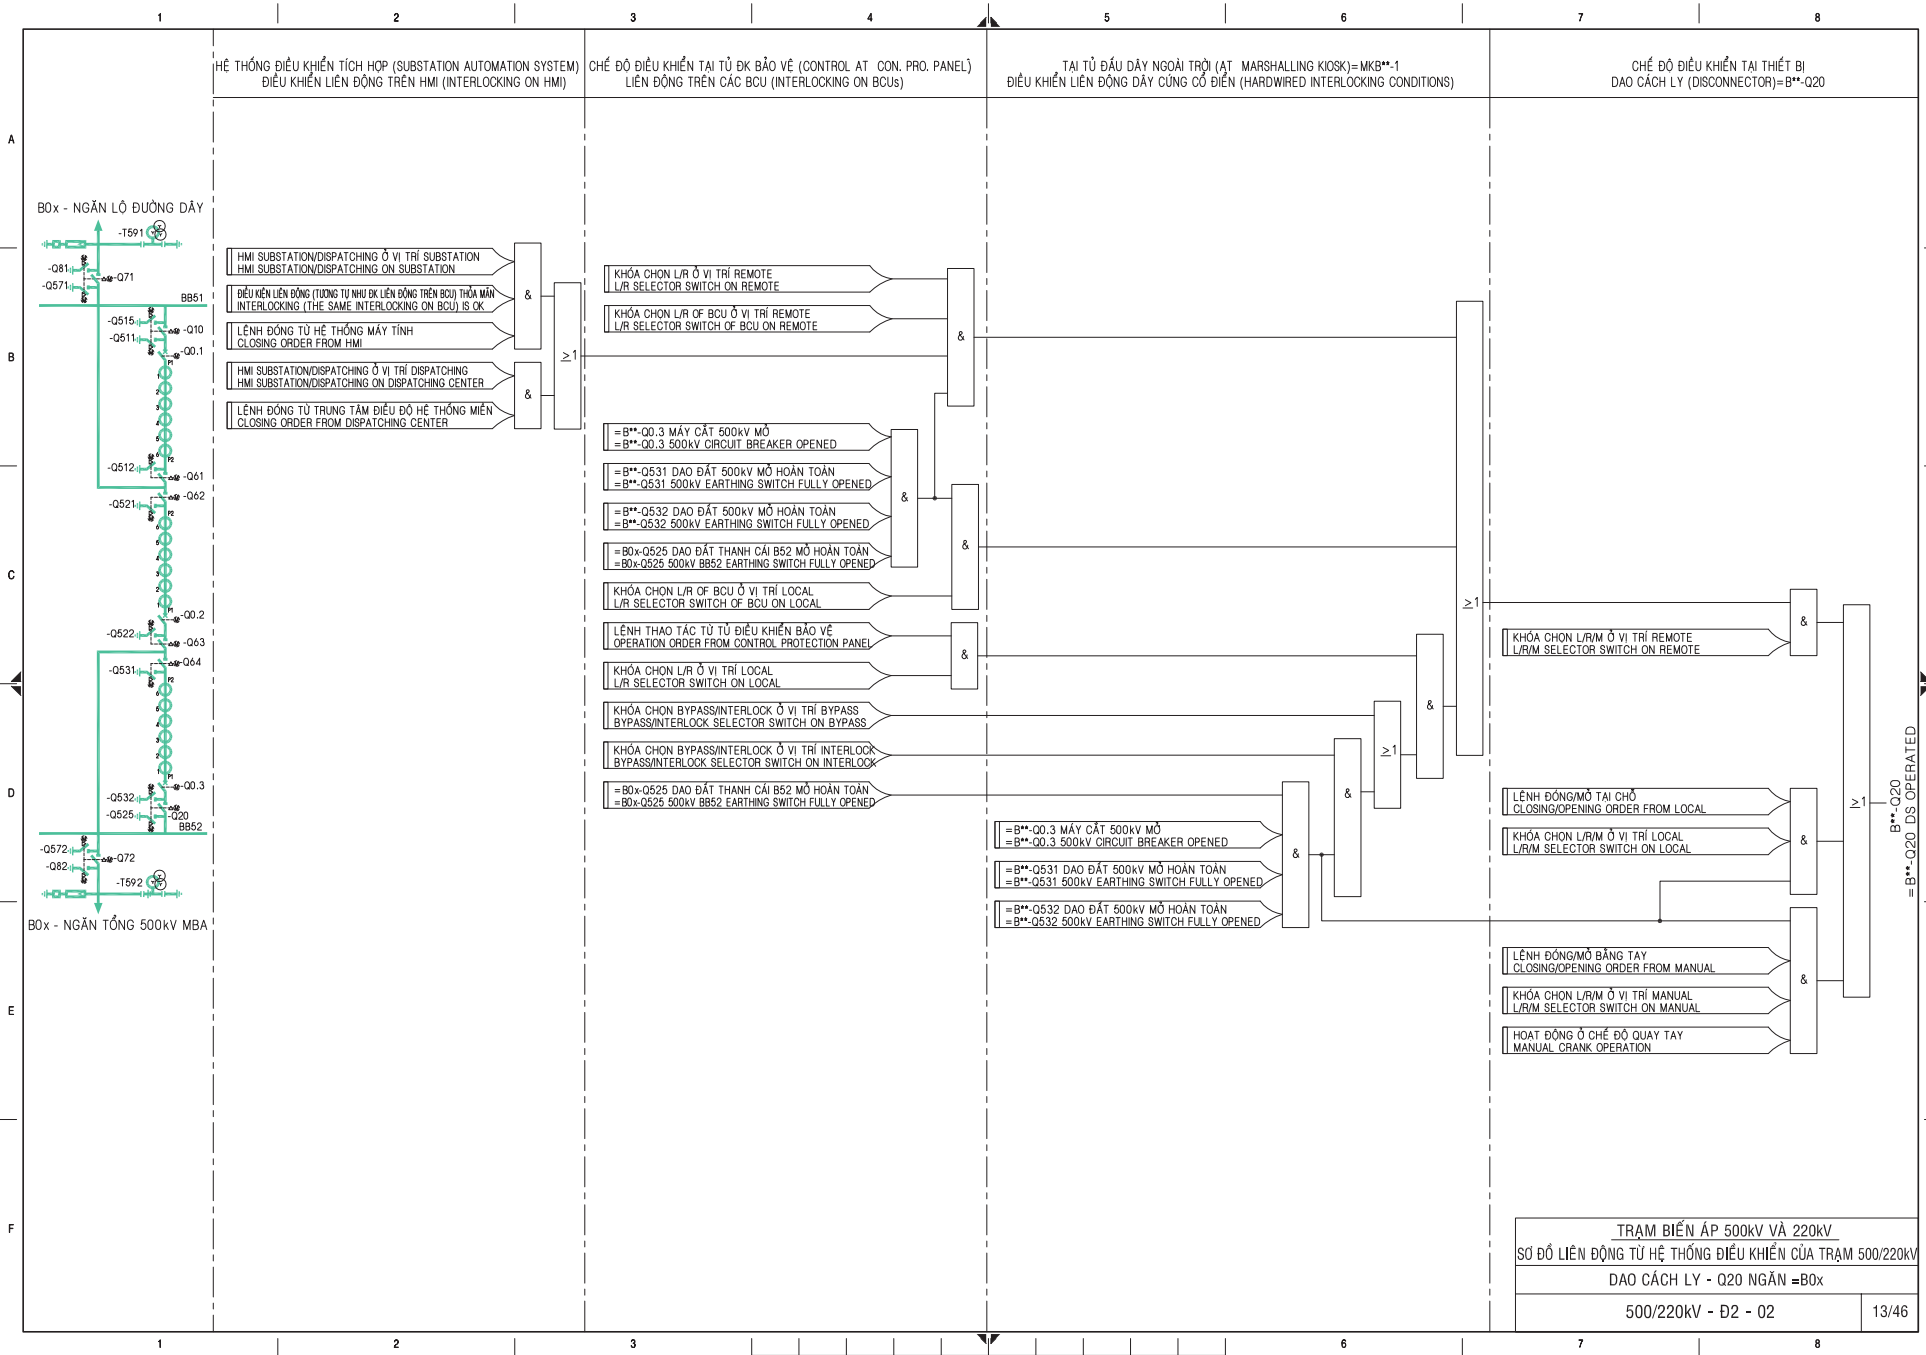 1 2 3 4 5 6 7 8
HỆ THỐNG ĐIỀU KHIỂN TÍCH HỢP (SUBSTATION AUTOMATION SYSTEM)
ĐIỀU KHIỂN LIÊN ĐỘNG TRÊN HMI (INTERLOCKING ON HMI)
CHẾ ĐỘ ĐIỀU KHIỂN TẠI TỦ ĐK BẢO VỆ (CONTROL AT CON. PRO. PANEL)
LIÊN ĐỘNG TRÊN CÁC BCU (INTERLOCKING ON BCUs)
TẠI TỦ ĐẤU DÂY NGOÀI TRỜI (AT MARSHALLING KIOSK)=MKB**-1
ĐIỀU KHIỂN LIÊN ĐỘNG DÂY CỨNG CỔ ĐIỂN (HARDWIRED INTERLOCKING CONDITIONS)
CHẾ ĐỘ ĐIỀU KHIỂN TẠI THIẾT BỊ
DAO CÁCH LY (DISCONNECTOR)=B**-Q20
A
B
C
D
E
F
B0x - NGĂN LỘ ĐƯỜNG DÂY
-T591
-Q81
-Q71
-Q571
BB51
-Q515
-Q10
-Q511
-Q0.1
P1
1
2
3
4
5
6
P2
-Q512
-Q61
-Q62
-Q521
P2
6
5
4
3
2
1
P1
-Q0.2
-Q522
-Q63
-Q64
-Q531
P2
6
5
4
3
2
1
P1
-Q0.3
-Q532
-Q525
-Q20
BB52
-Q572
-Q72
-Q82
-T592
B0x - NGĂN TỔNG 500kV MBA
HMI SUBSTATION/DISPATCHING Ở VỊ TRÍ SUBSTATION
HMI SUBSTATION/DISPATCHING ON SUBSTATION
ĐIỀU KIỆN LIÊN ĐỘNG (TƯƠNG TỰ NHƯ ĐK LIÊN ĐỘNG TRÊN BCU) THỎA MÃN
INTERLOCKING (THE SAME INTERLOCKING ON BCU) IS OK
LỆNH ĐÓNG TỪ HỆ THỐNG MÁY TÍNH
CLOSING ORDER FROM HMI
HMI SUBSTATION/DISPATCHING Ở VỊ TRÍ DISPATCHING
HMI SUBSTATION/DISPATCHING ON DISPATCHING CENTER
LỆNH ĐÓNG TỪ TRUNG TÂM ĐIỀU ĐỘ HỆ THỐNG MIỀN
CLOSING ORDER FROM DISPATCHING CENTER
&
&
≥1
KHÓA CHỌN L/R Ở VỊ TRÍ REMOTE
L/R SELECTOR SWITCH ON REMOTE
KHÓA CHỌN L/R OF BCU Ở VỊ TRÍ REMOTE
L/R SELECTOR SWITCH OF BCU ON REMOTE
&
=B**-Q0.3 MÁY CẮT 500kV MỞ
=B**-Q0.3 500kV CIRCUIT BREAKER OPENED
=B**-Q531 DAO ĐẤT 500kV MỞ HOÀN TOÀN
=B**-Q531 500kV EARTHING SWITCH FULLY OPENED
=B**-Q532 DAO ĐẤT 500kV MỞ HOÀN TOÀN
=B**-Q532 500kV EARTHING SWITCH FULLY OPENED
=B0x-Q525 DAO ĐẤT THANH CÁI B52 MỞ HOÀN TOÀN
=B0x-Q525 500kV BB52 EARTHING SWITCH FULLY OPENED
&
&
KHÓA CHỌN L/R OF BCU Ở VỊ TRÍ LOCAL
L/R SELECTOR SWITCH OF BCU ON LOCAL
LỆNH THAO TÁC TỪ TỦ ĐIỀU KHIỂN BẢO VỆ
OPERATION ORDER FROM CONTROL PROTECTION PANEL
KHÓA CHỌN L/R Ở VỊ TRÍ LOCAL
L/R SELECTOR SWITCH ON LOCAL
&
KHÓA CHỌN BYPASS/INTERLOCK Ở VỊ TRÍ BYPASS
BYPASS/INTERLOCK SELECTOR SWITCH ON BYPASS
KHÓA CHỌN BYPASS/INTERLOCK Ở VỊ TRÍ INTERLOCK
BYPASS/INTERLOCK SELECTOR SWITCH ON INTERLOCK
=B0x-Q525 DAO ĐẤT THANH CÁI B52 MỞ HOÀN TOÀN
=B0x-Q525 500kV BB52 EARTHING SWITCH FULLY OPENED
=B**-Q0.3 MÁY CẮT 500kV MỞ
=B**-Q0.3 500kV CIRCUIT BREAKER OPENED
=B**-Q531 DAO ĐẤT 500kV MỞ HOÀN TOÀN
=B**-Q531 500kV EARTHING SWITCH FULLY OPENED
=B**-Q532 DAO ĐẤT 500kV MỞ HOÀN TOÀN
=B**-Q532 500kV EARTHING SWITCH FULLY OPENED
&
&
≥1
&
≥1
KHÓA CHỌN L/R/M Ở VỊ TRÍ REMOTE
L/R/M SELECTOR SWITCH ON REMOTE
&
LỆNH ĐÓNG/MỞ TẠI CHỖ
CLOSING/OPENING ORDER FROM LOCAL
KHÓA CHỌN L/R/M Ở VỊ TRÍ LOCAL
L/R/M SELECTOR SWITCH ON LOCAL
&
LỆNH ĐÓNG/MỞ BẰNG TAY
CLOSING/OPENING ORDER FROM MANUAL
KHÓA CHỌN L/R/M Ở VỊ TRÍ MANUAL
L/R/M SELECTOR SWITCH ON MANUAL
HOẠT ĐỘNG Ở CHẾ ĐỘ QUAY TAY
MANUAL CRANK OPERATION
&
≥1
B**-Q20
=B**-Q20 DS OPERATED
TRẠM BIẾN ÁP 500kV VÀ 220kV
SƠ ĐỒ LIÊN ĐỘNG TỪ HỆ THỐNG ĐIỀU KHIỂN CỦA TRẠM 500/220kV
DAO CÁCH LY - Q20 NGĂN =B0x
500/220kV - Đ2 - 02
13/46
1 2 3 6 7 8